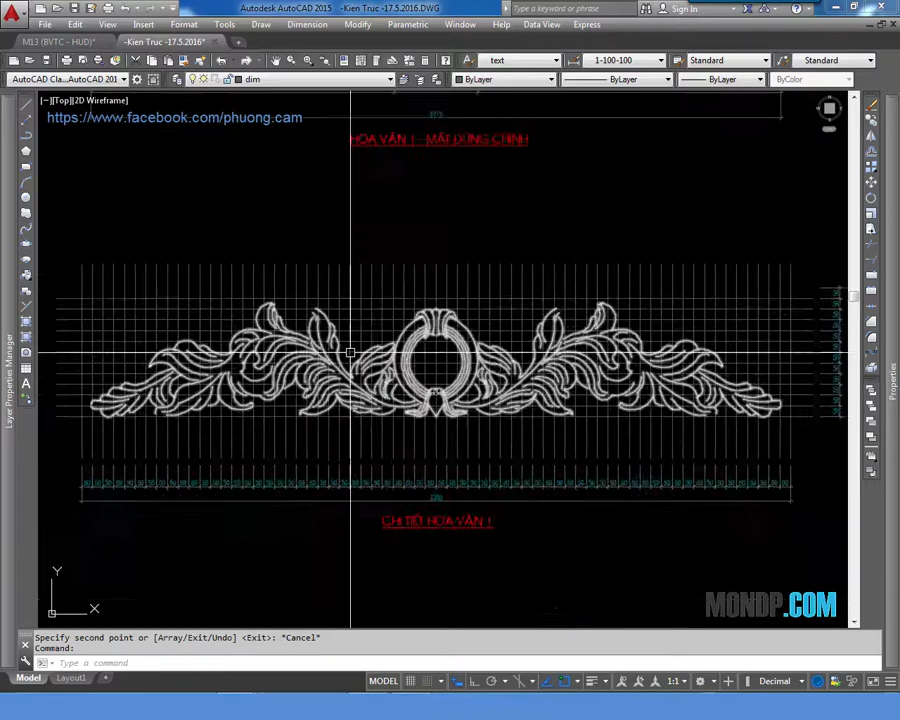 Autodesk AutoCAD 2015 -Kien Truc -17.5.2016.DWG
Type a keyword or phrase
Sign In
File Edit View Insert Format Tools Draw Dimension Modify Parametric Window Help Data View Express
M13 (BVTC - HUD)* -Kien Truc -17.5.2016*
text 1-100-100 Standard Standard
AutoCAD Cla...AutoCAD 201 dim ByLayer ByLayer ByLayer ByColor
[−][Top][2D Wireframe]
https://www.facebook.com/phuong.cam
HOA VĂN 1 - MẶT ĐỨNG CHÍNH
Layer Properties Manager
CHI TIẾT HOA VĂN 1
Y
X
MONDP.COM
Specify second point or [Array/Exit/Undo] <Exit>: *Cancel*
Command:
Type a command
Model Layout1 +
MODEL 1:1 Decimal